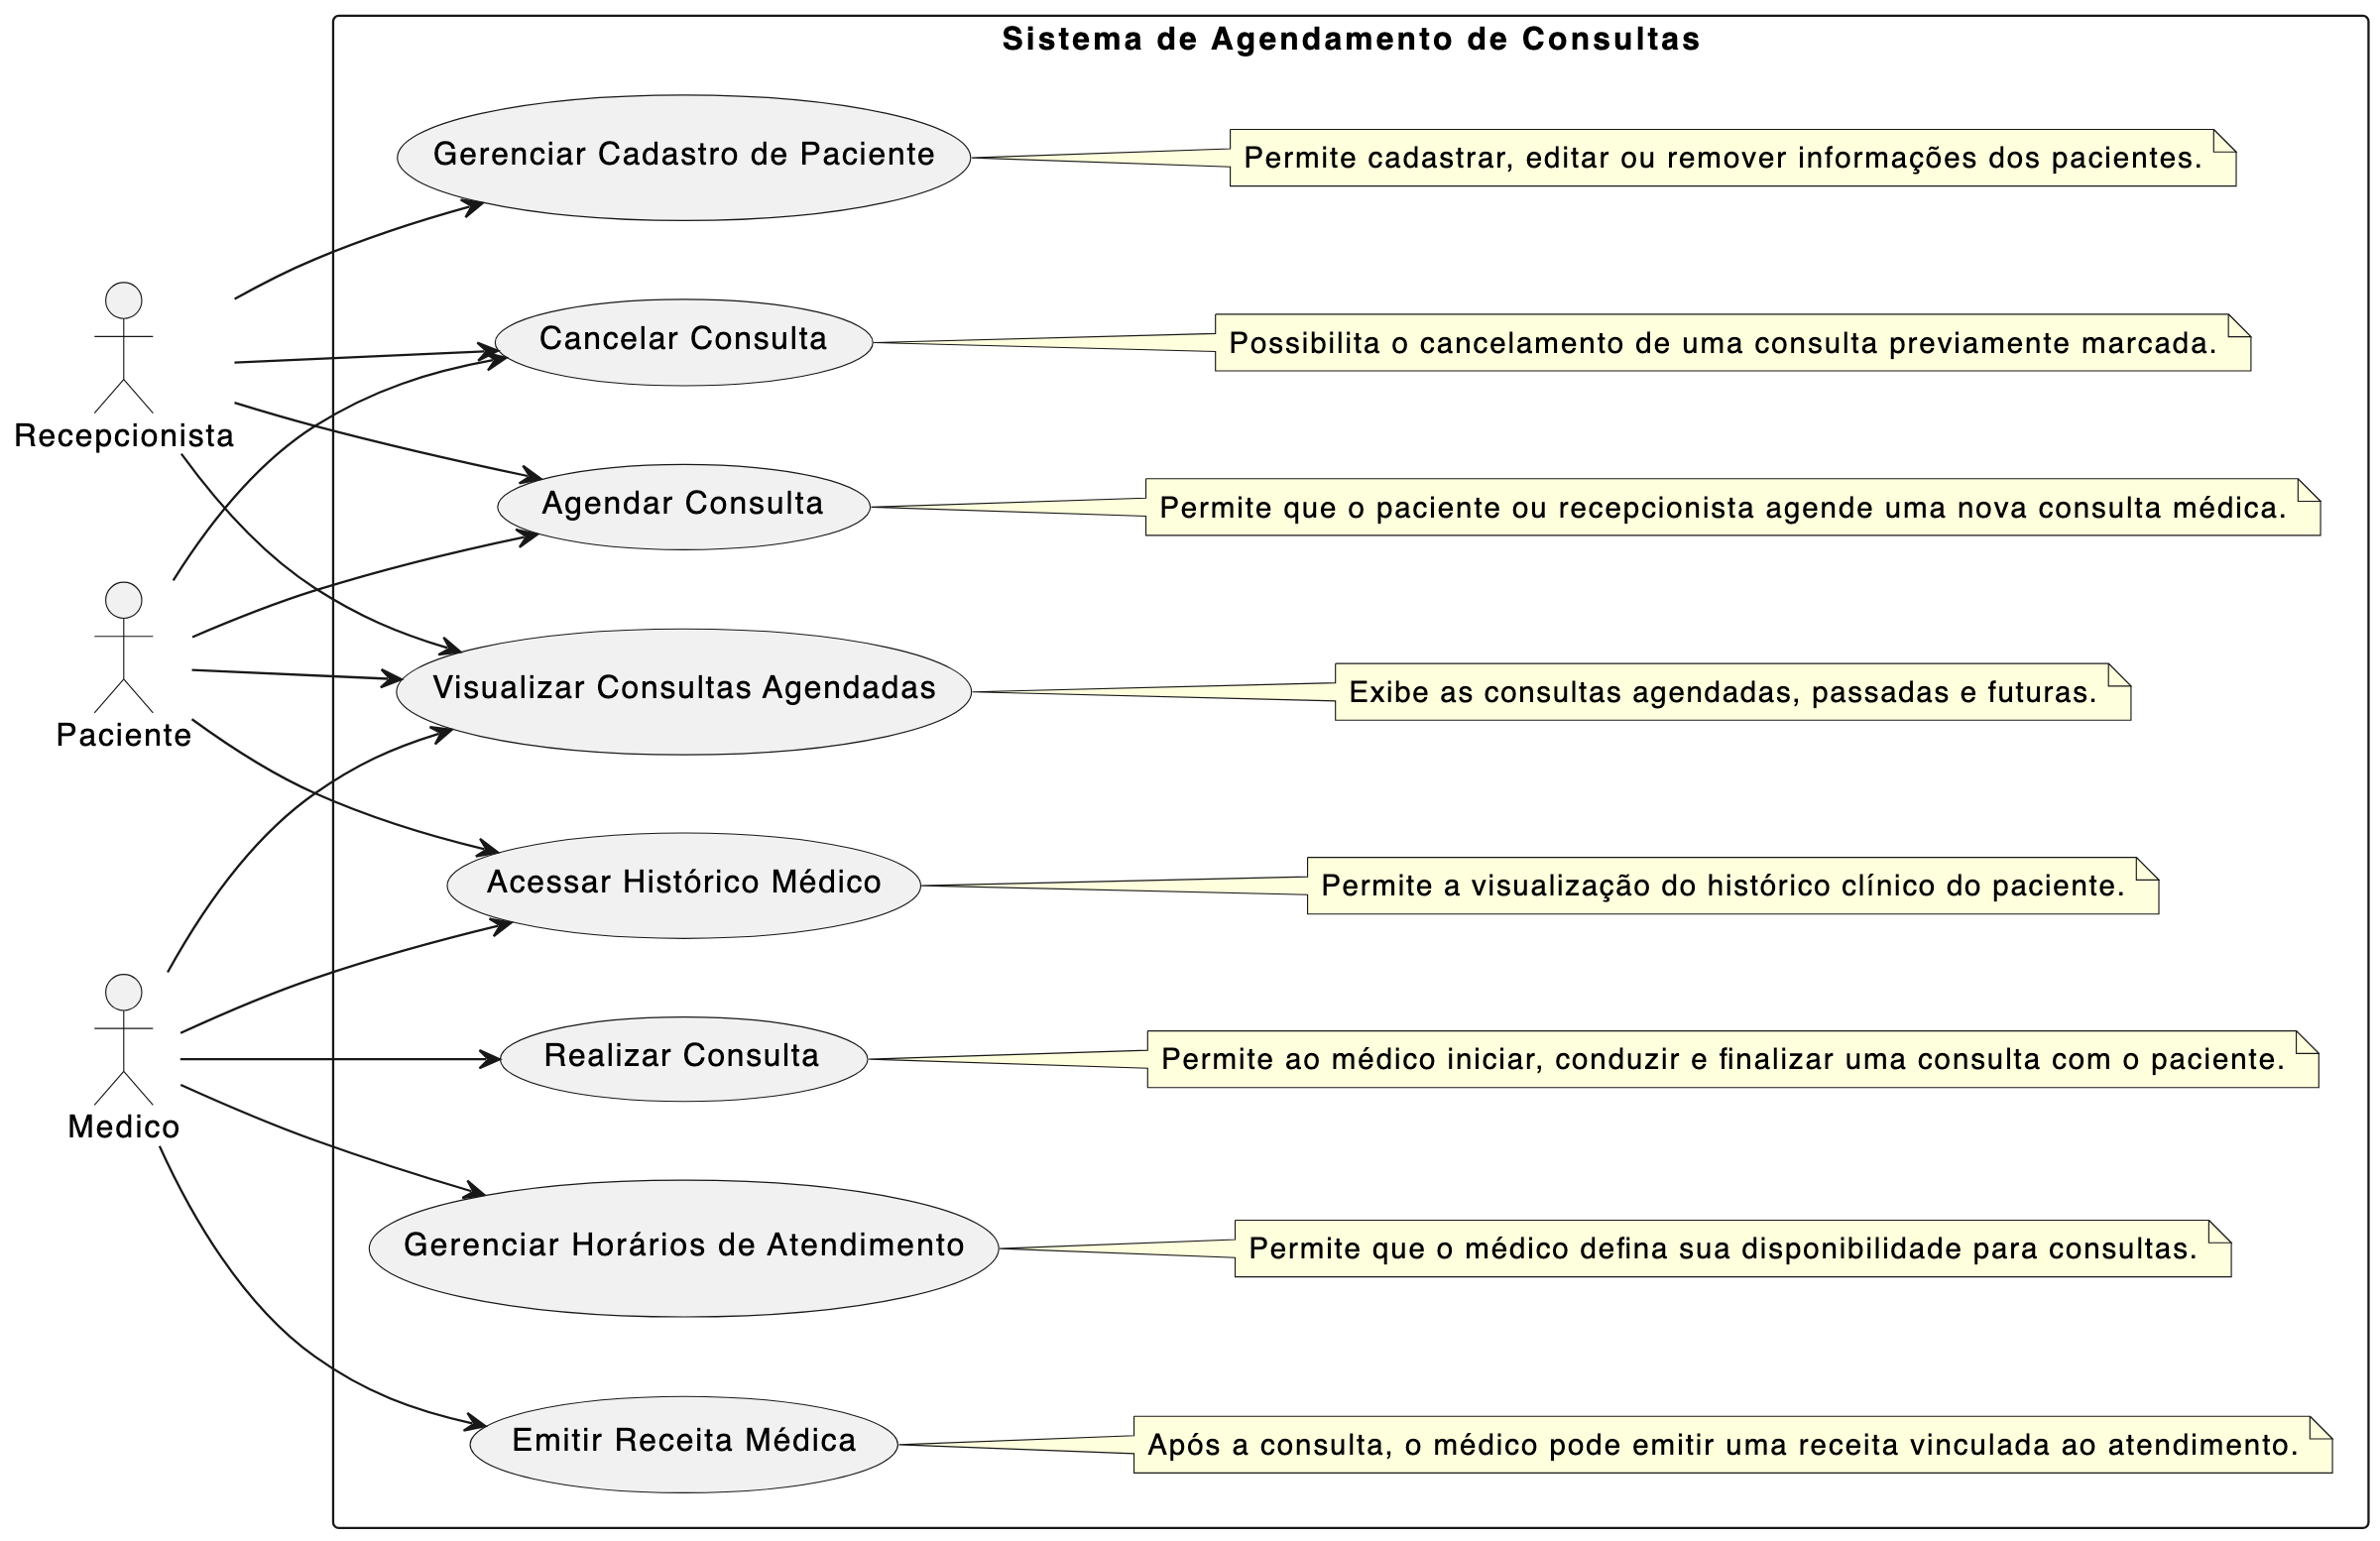 Sistema de Agendamento de Consultas
Gerenciar Cadastro de Paciente
Permite cadastrar, editar ou remover informações dos pacientes.
Cancelar Consulta
Possibilita o cancelamento de uma consulta previamente marcada.
Recepcionista
Agendar Consulta
Permite que o paciente ou recepcionista agende uma nova consulta médica.
Visualizar Consultas Agendadas
Exibe as consultas agendadas, passadas e futuras.
Paciente
Acessar Histórico Médico
Permite a visualização do histórico clínico do paciente.
Realizar Consulta
Permite ao médico iniciar, conduzir e finalizar uma consulta com o paciente.
Medico
Gerenciar Horários de Atendimento
Permite que o médico defina sua disponibilidade para consultas.
Emitir Receita Médica
Após a consulta, o médico pode emitir uma receita vinculada ao atendimento.